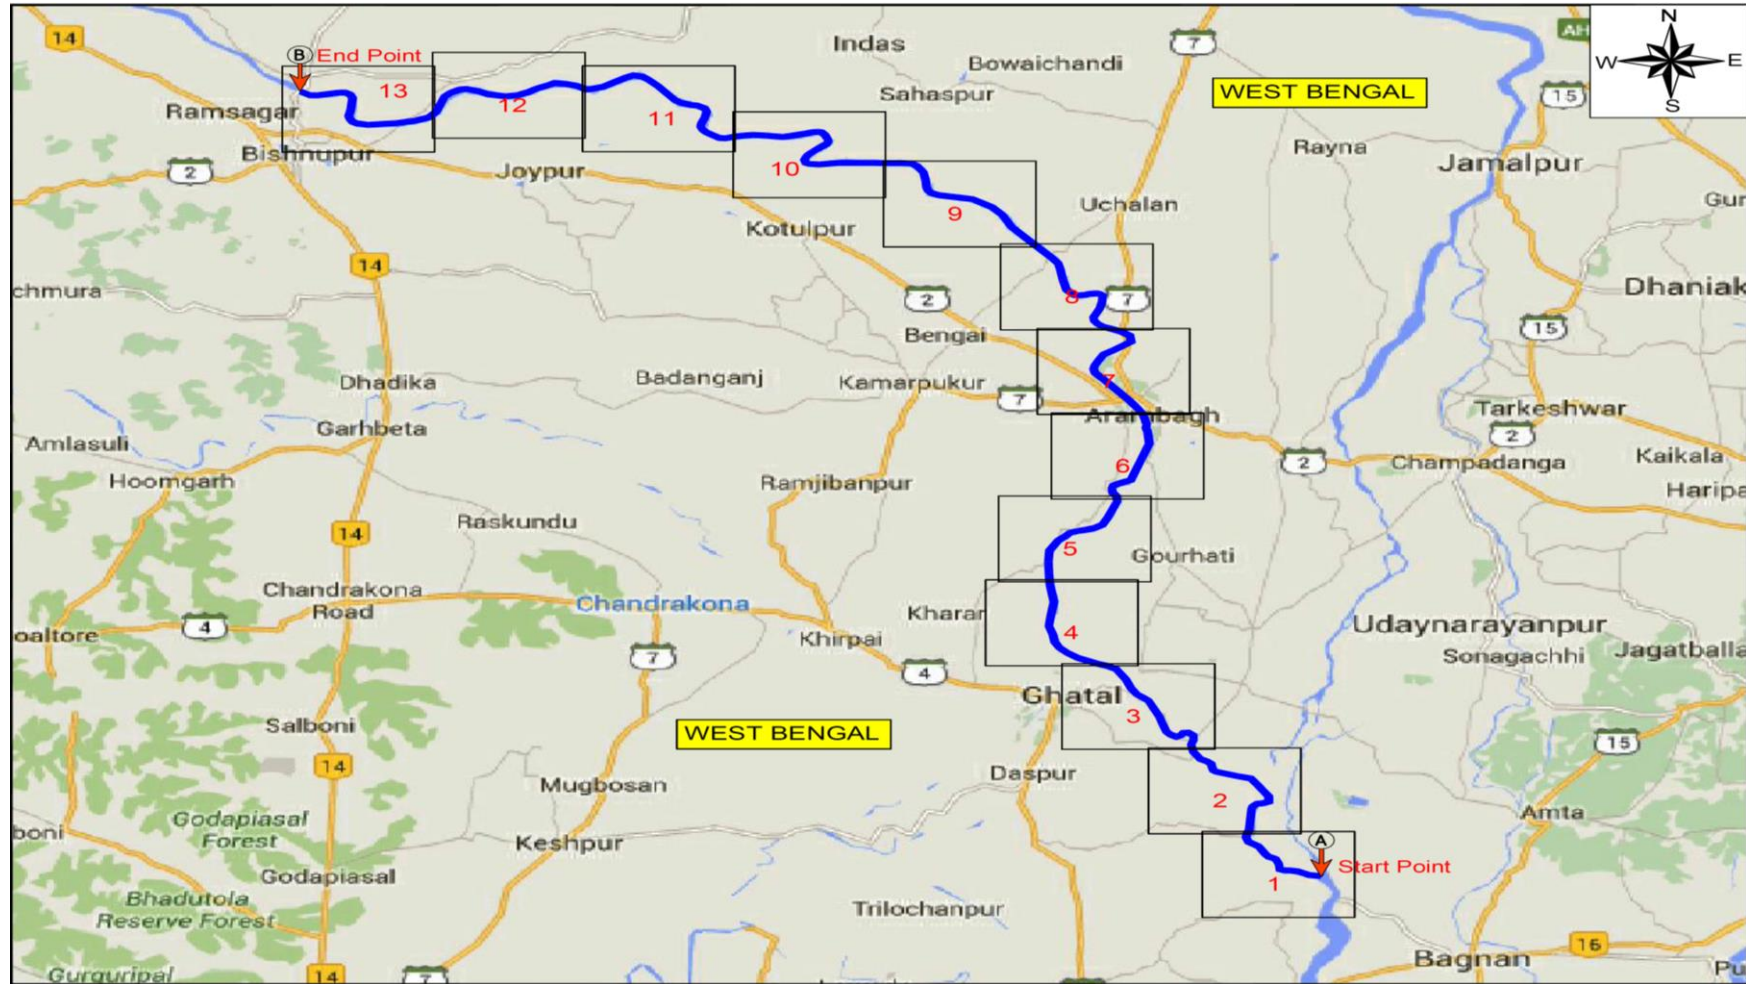 14
B End Point
Indas
7
Bowaichandi
AH
N
W
E
S
Ramsagar
13
12
11
Sahaspur
WEST BENGAL
15
Bishnupur
2
Joypur
10
9
Rayna
Jamalpur
Gur
Uchalan
Kotulpur
14
chmura
2
8
7
Dhaniak
15
Bengai
Dhadika
Badanganj
Kamarpukur
7
7
Arambagh
Tarkeshwar
Amlasuli
Garhbeta
2
Hoomgarh
Ramjibanpur
6
2
Champadanga
Kaikala
Haripa
14
Raskundu
5
Gourhati
Chandrakona
Road
Chandrakona
Kharar
4
Khirpai
oaltore
4
7
4
Udaynarayanpur
Sonagachhi
Jagatballa
Ghatal
3
Salboni
WEST BENGAL
15
14
Mugbosan
Daspur
2
Amta
boni
Godapiasal
Forest
Keshpur
A
Start Point
1
Godapiasal
Bhadutola
Reserve Forest
Trilochanpur
16
Bagnan
Gurguripal
14
7
Pu